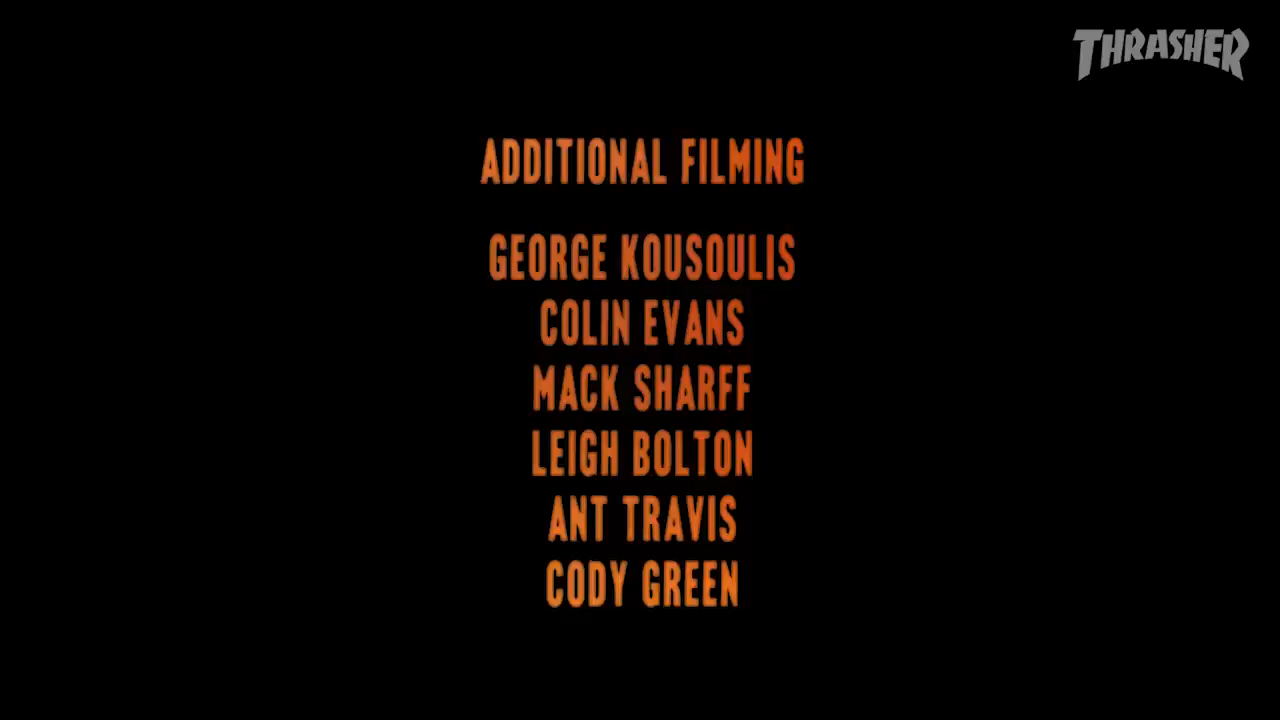 THRASHER
ADDITIONAL FILMING
GEORGE KOUSOULIS
COLIN EVANS
MACK SHARFF
LEIGH BOLTON
ANT TRAVIS
CODY GREEN